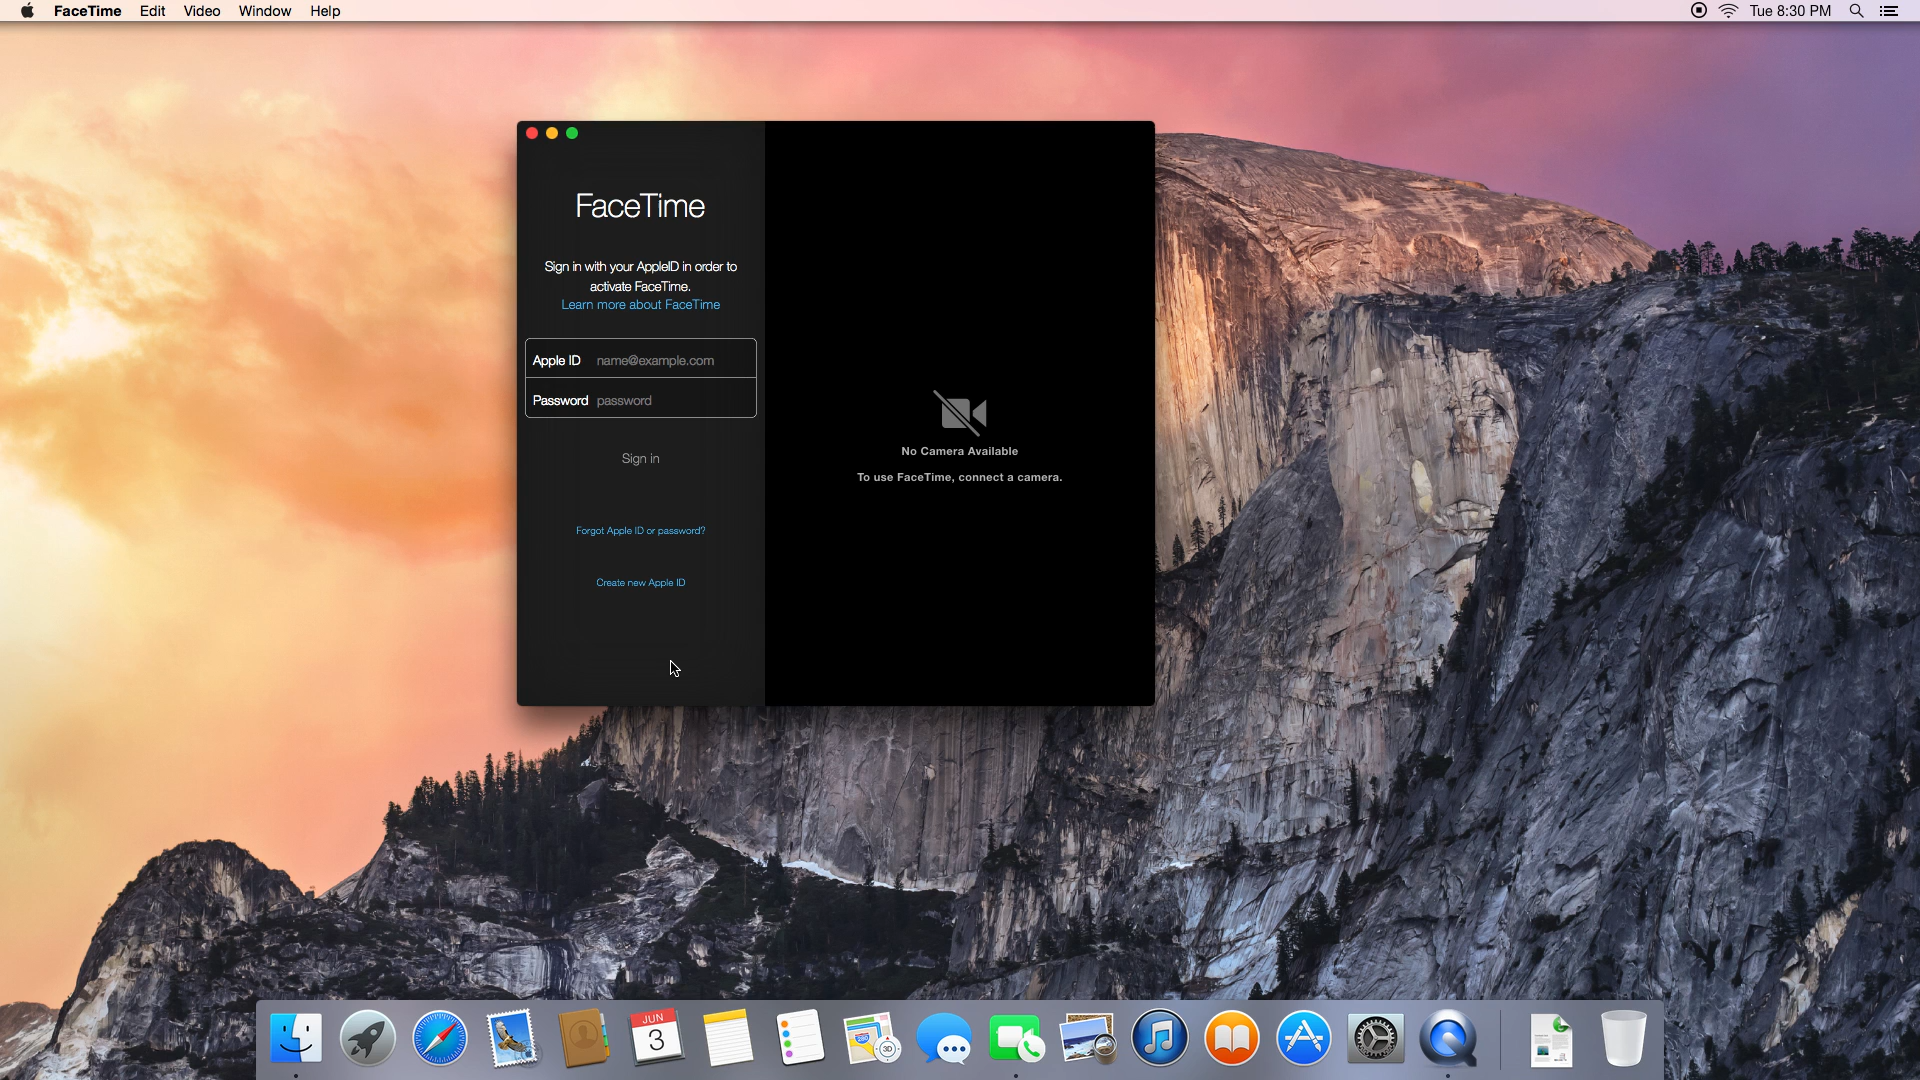 FaceTime Edit Video Window Help
Tue 8:30 PM
FaceTime
Sign in with your AppleID in order to
activate FaceTime.
Learn more about FaceTime
Apple ID name@example.com
Password password
Sign in
Forgot Apple ID or password?
Create new Apple ID
No Camera Available
To use FaceTime, connect a camera.
JUN
3
280
3D